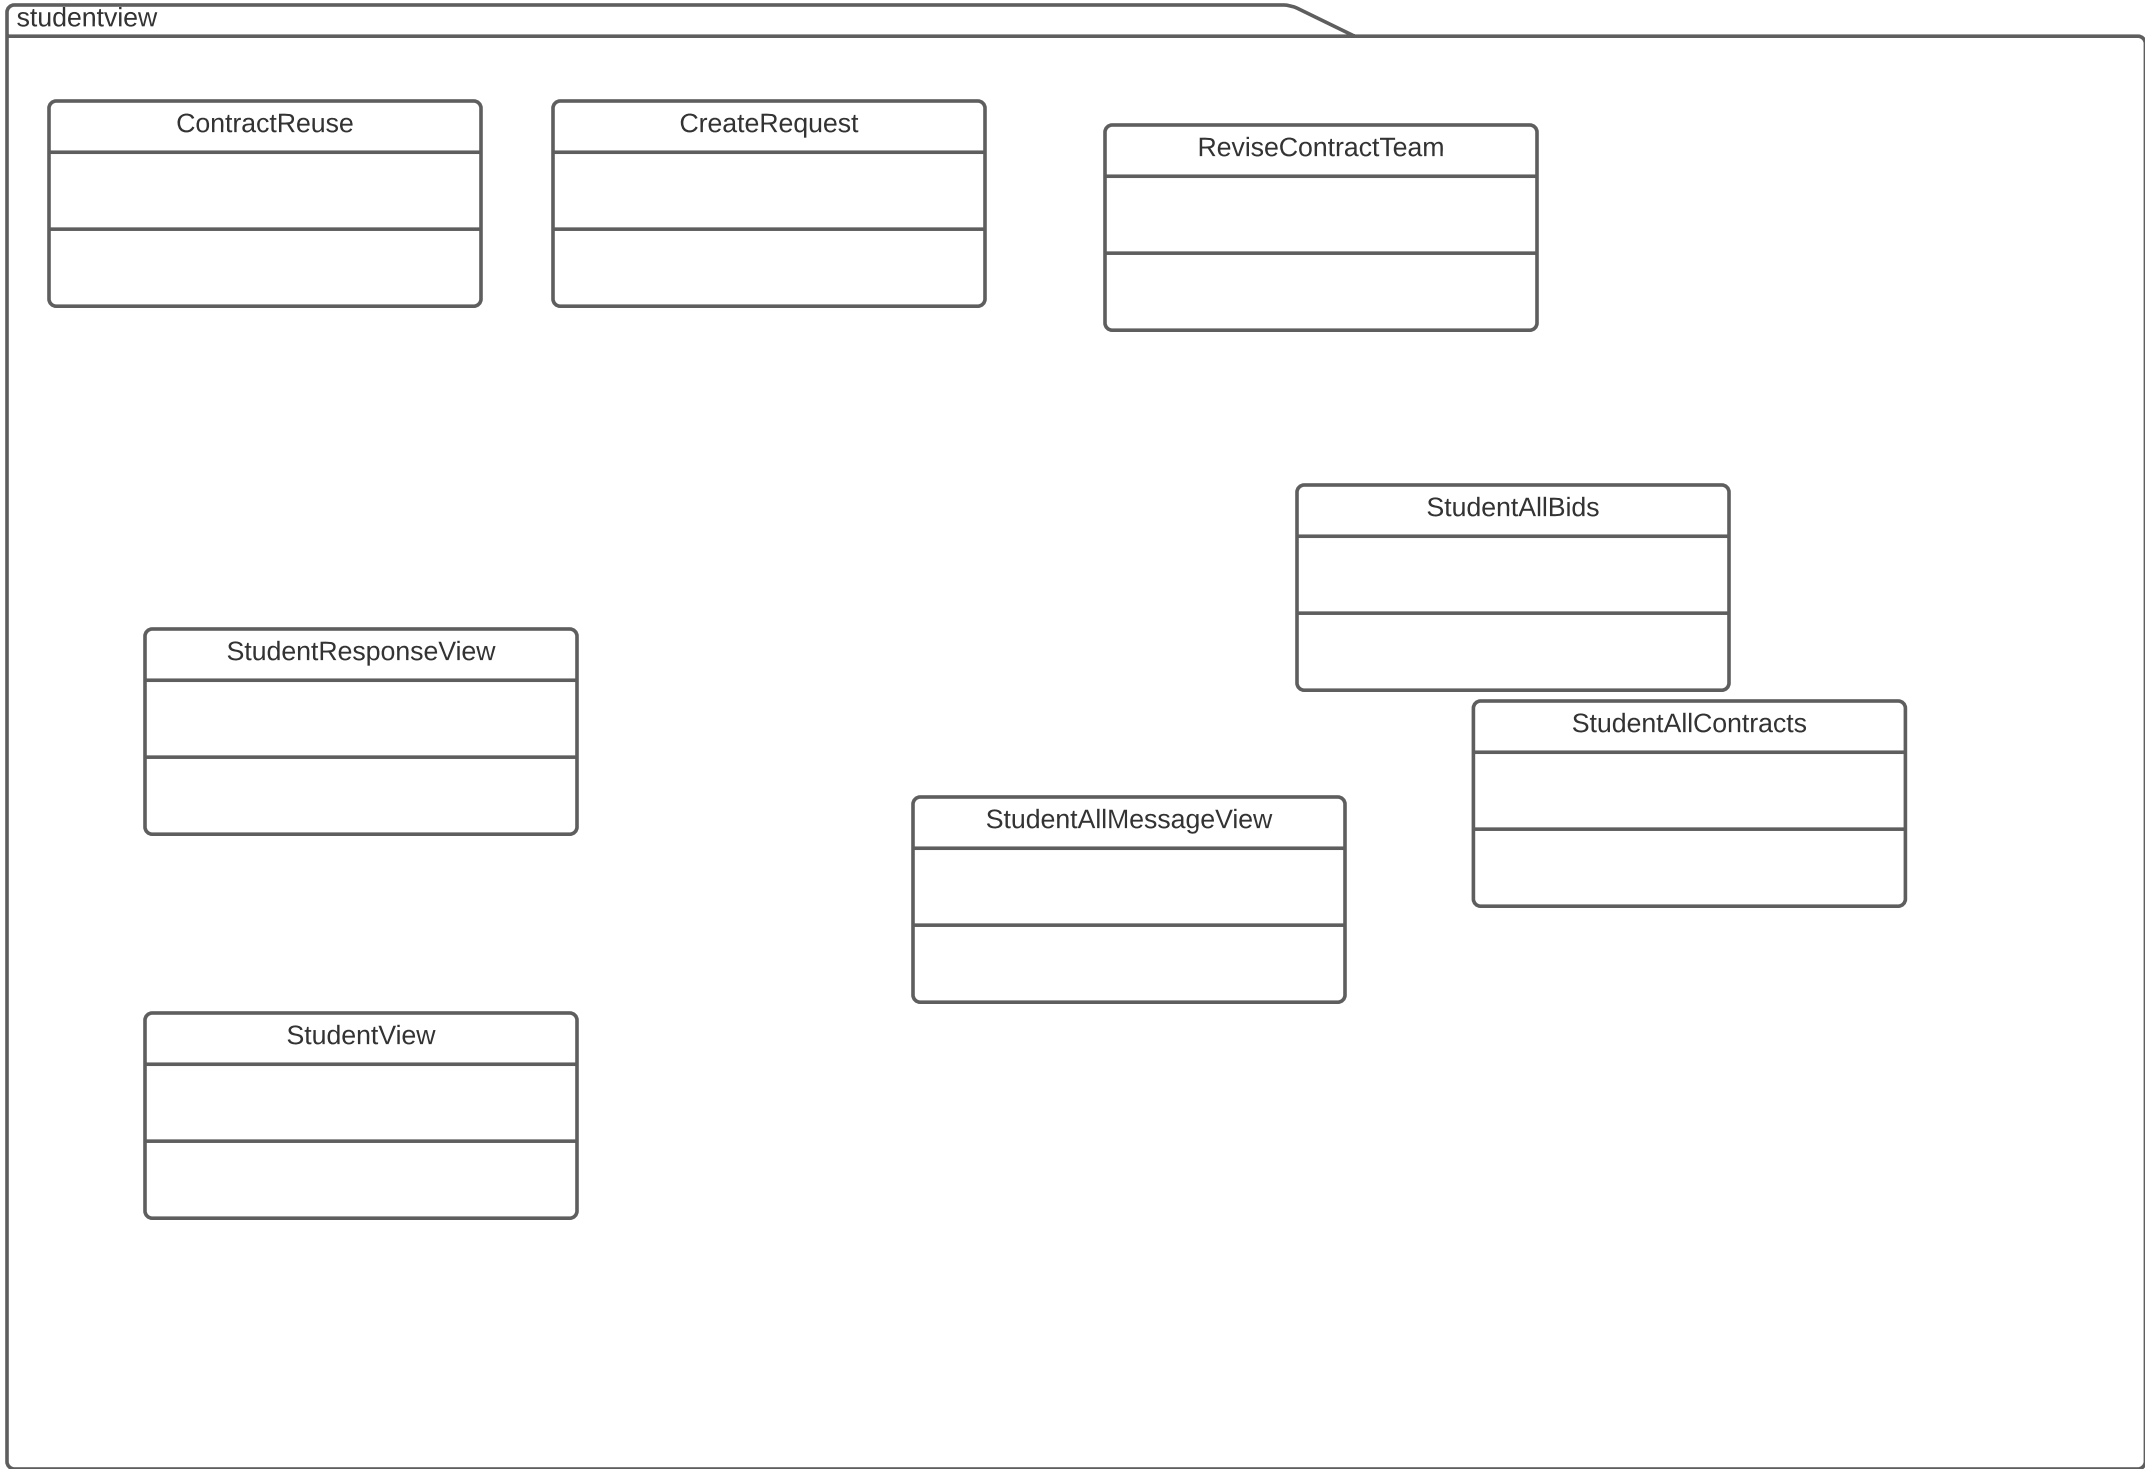 studentview
ContractReuse
CreateRequest
ReviseContractTeam
StudentAllBids
StudentResponseView
StudentAllContracts
StudentAllMessageView
StudentView